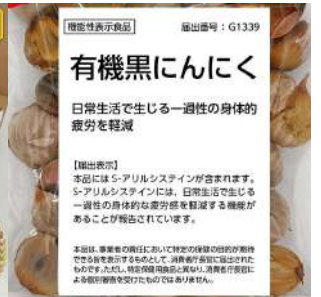 機能性表示食品 届出番号：G1339
有機黒にんにく
日常生活で生じる一過性の身体的
疲労を軽減
【届出表示】
本品にはS-アリルシステインが含まれます。
S-アリルシステインには、日常生活で生じる
一過性の身体的な疲労感を軽減する機能が
あることが報告されています。
本品は、事業者の責任において特定の保健の目的が期待
できる旨を表示するものとして、消費者庁長官に届出された
ものです。ただし、特定保健用食品と異なり、消費者庁長官に
よる個別審査を受けたものではありません。